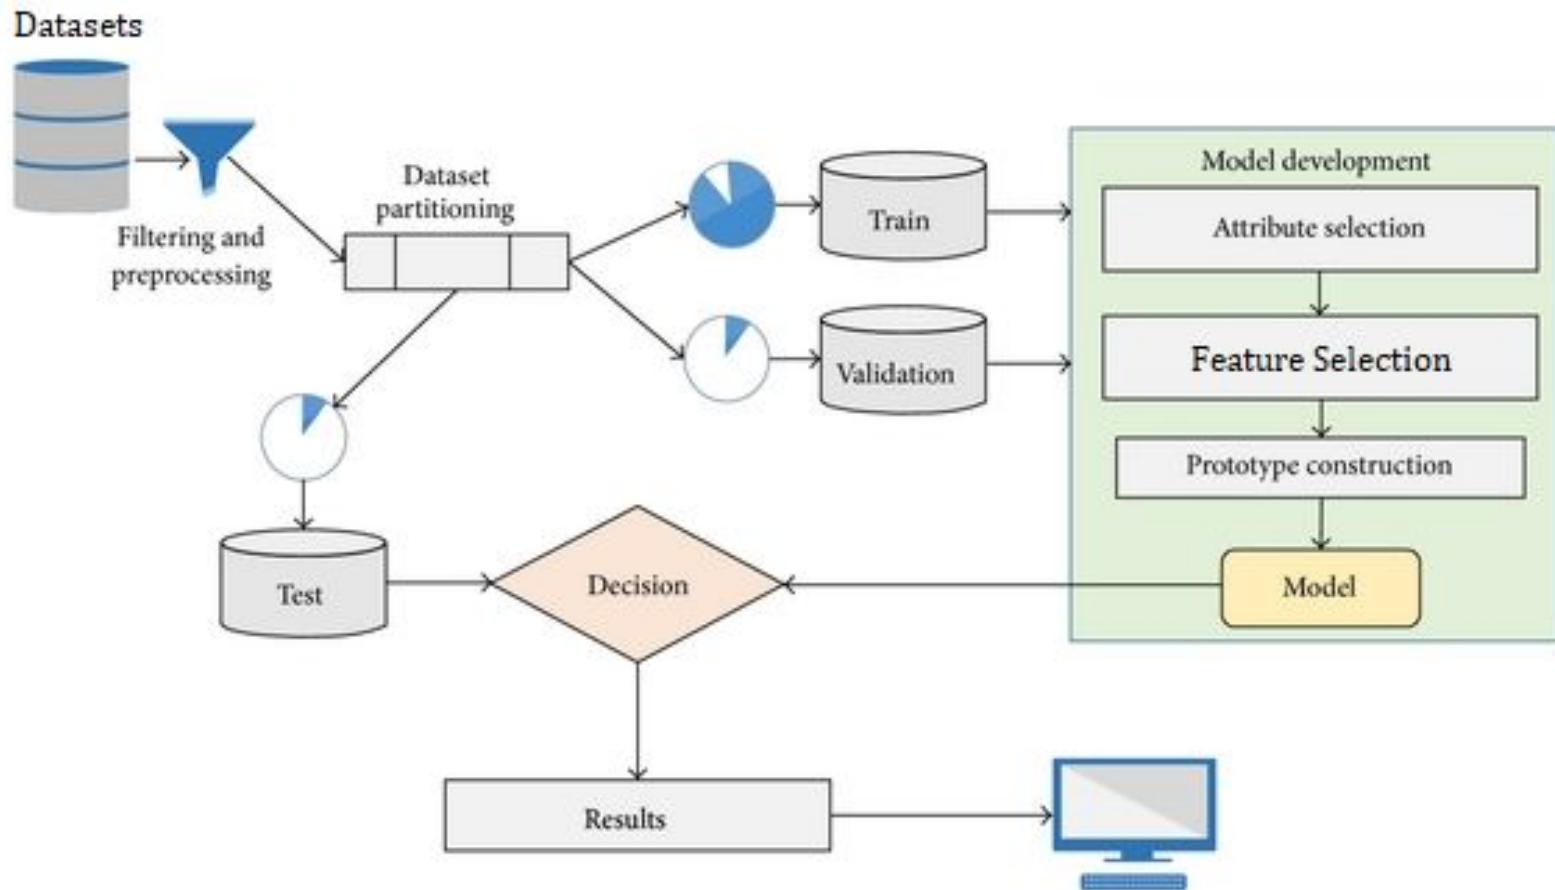 Datasets
Filtering and
preprocessing
Dataset
partitioning
Train
Validation
Test
Model development
Attribute selection
Feature Selection
Prototype construction
Model
Decision
Results